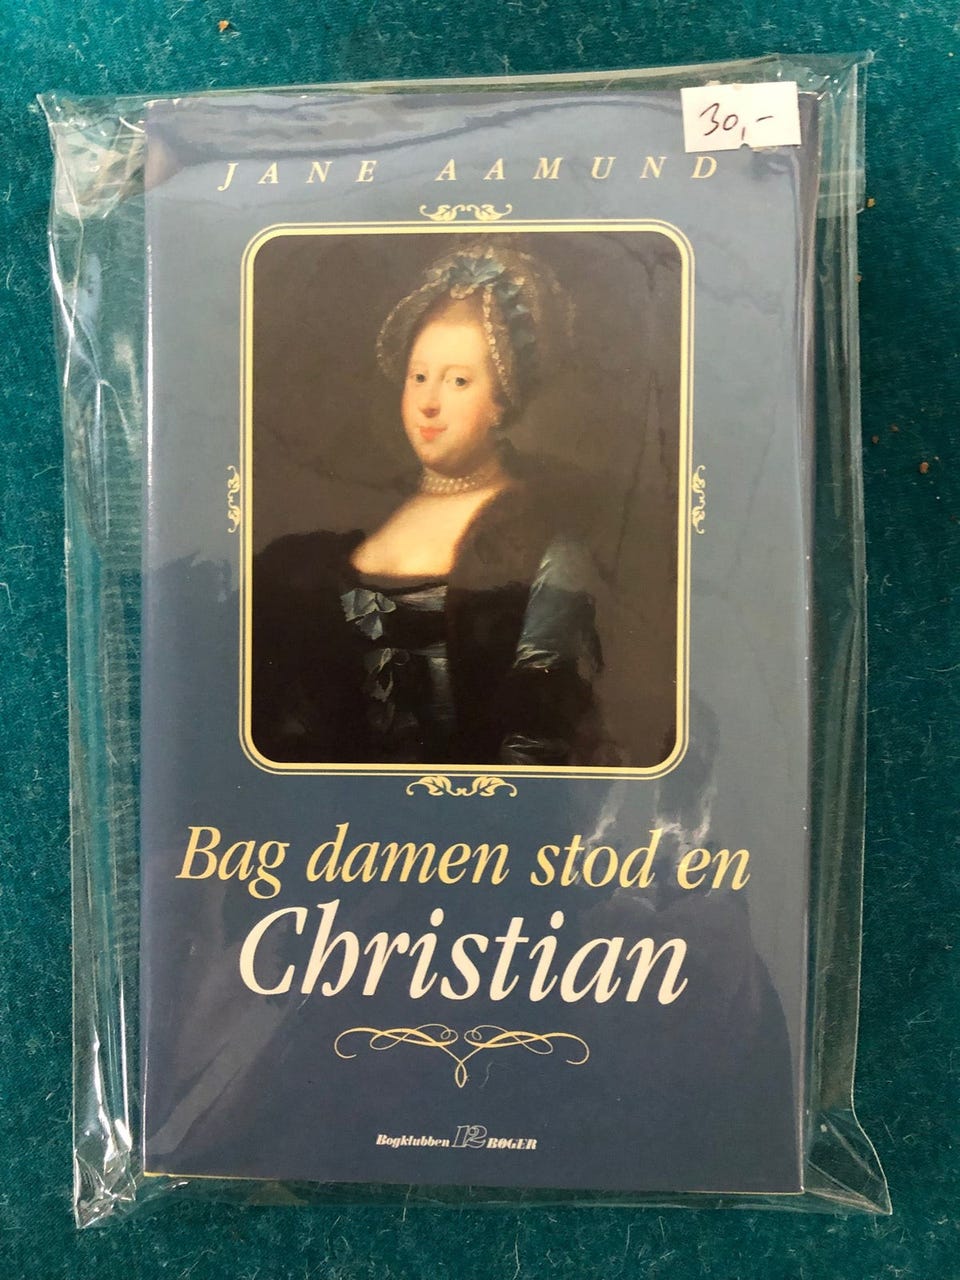 30,-
JANE AAMUND
Bag damen stod en
Christian
Bogklubben 12 BØGER